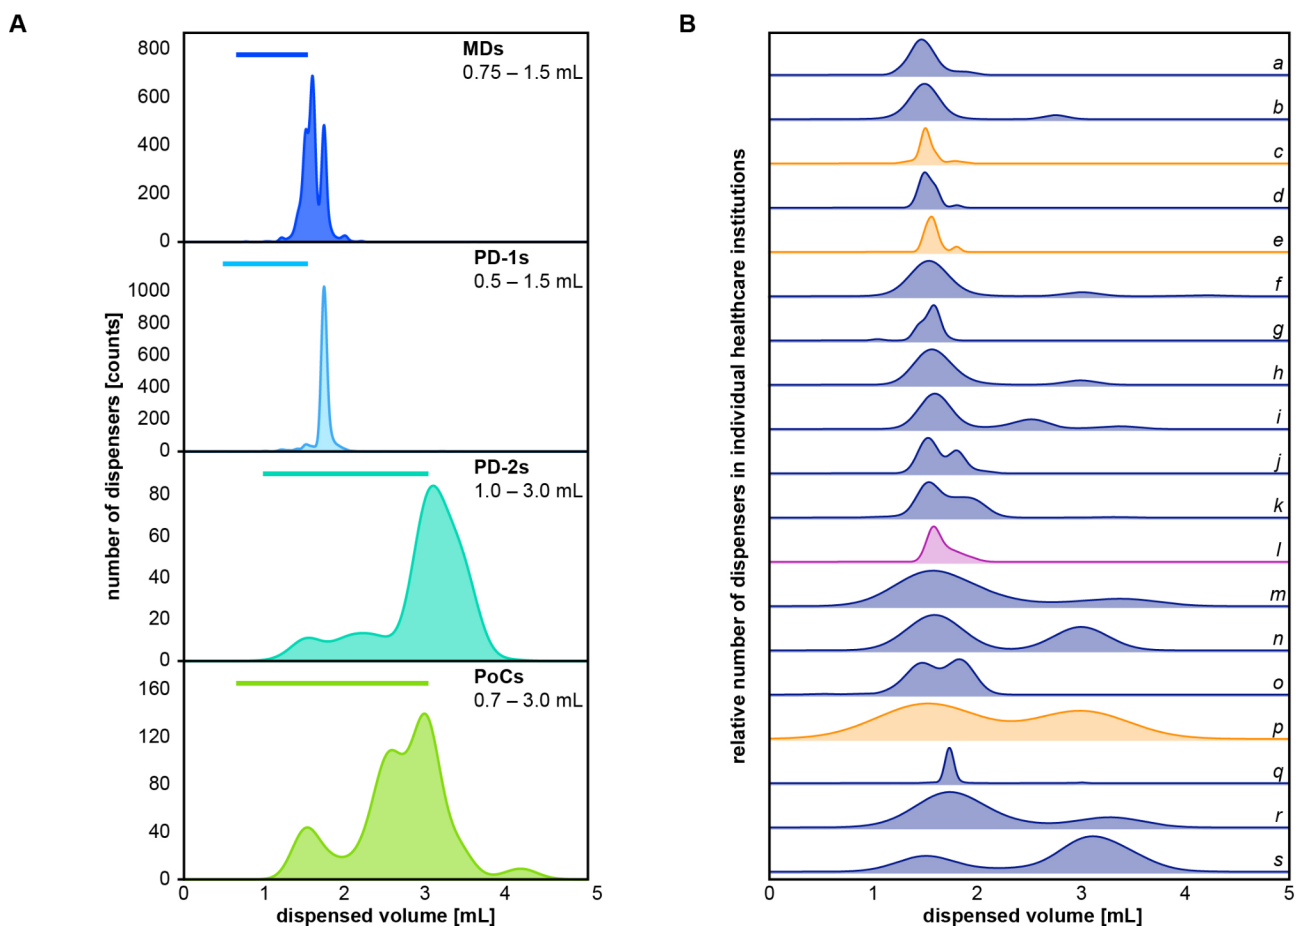 A
number of dispensers [counts]
800
600
400
200
0
MDs
0.75 – 1.5 mL
1000
800
600
400
200
0
PD-1s
0.5 – 1.5 mL
80
60
40
20
0
PD-2s
1.0 – 3.0 mL
160
120
80
40
0
PoCs
0.7 – 3.0 mL
0 1 2 3 4 5
dispensed volume [mL]
B
relative number of dispensers in individual healthcare institutions
a
b
c
d
e
f
g
h
i
j
k
l
m
n
o
p
q
r
s
0 1 2 3 4 5
dispensed volume [mL]